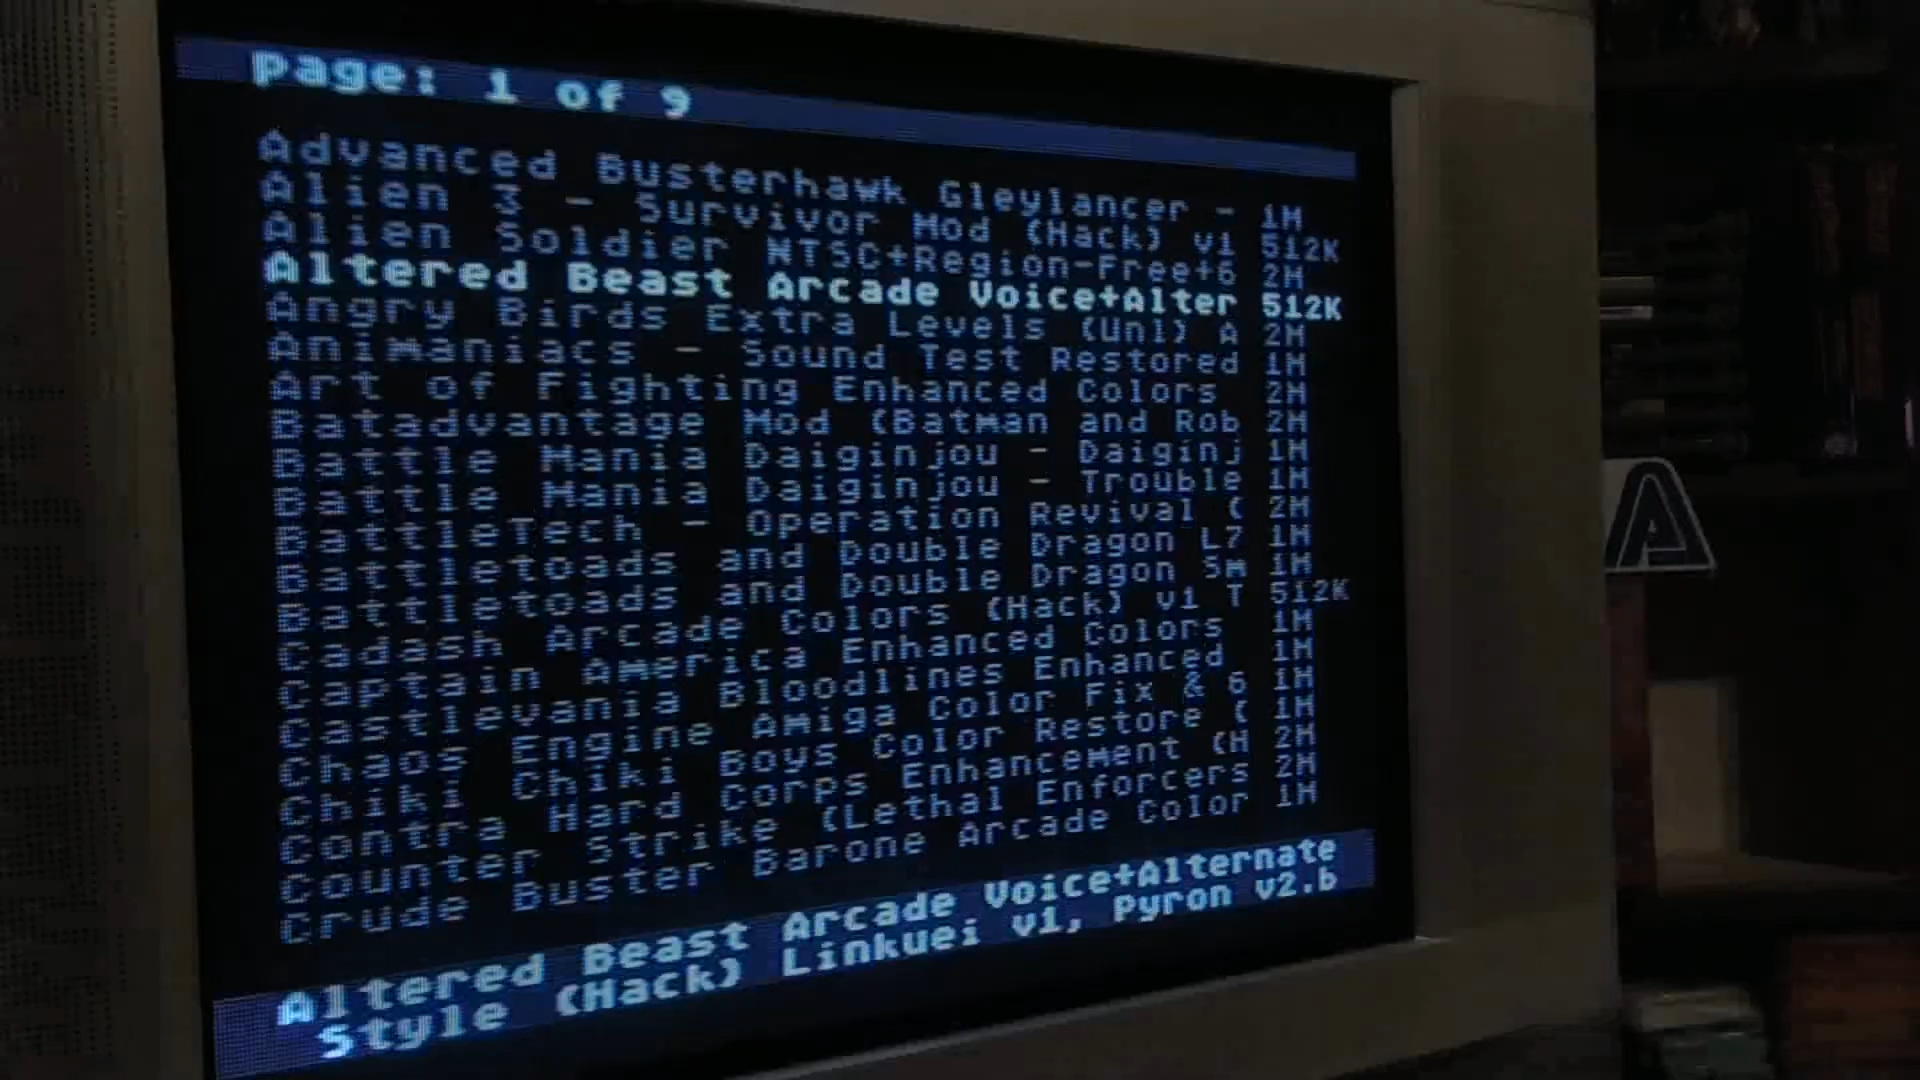 page: 1 of 9
Advanced Busterhawk Gleylancer - 1M
Alien 3 - Survivor Mod (Hack) v1 512K
Alien Soldier NTSC+Region-Free+6 2M
Altered Beast Arcade Voice+Alter 512K
Angry Birds Extra Levels (Unl) A 2M
Animaniacs - Sound Test Restored 1M
Art of Fighting Enhanced Colors 2M
Batadvantage Mod (Batman and Rob 2M
Battle Mania Daiginjou - Daiginj 1M
Battle Mania Daiginjou - Trouble 1M
BattleTech - Operation Revival ( 2M
Battletoads and Double Dragon L7 1M
Battletoads and Double Dragon Sm 1M
Cadash Arcade Colors (Hack) v1 T 512K
Captain America Enhanced Colors 1M
Castlevania Bloodlines Enhanced 1M
Chaos Engine Amiga Color Fix & 6 1M
Chiki Chiki Boys Color Restore ( 1M
Contra Hard Corps Enhancement (H 2M
Counter Strike (Lethal Enforcers 2M
Crude Buster Barone Arcade Color 1M
Altered Beast Arcade Voice+Alternate
Style (Hack) Linkuei v1, Pyron v2.b
A